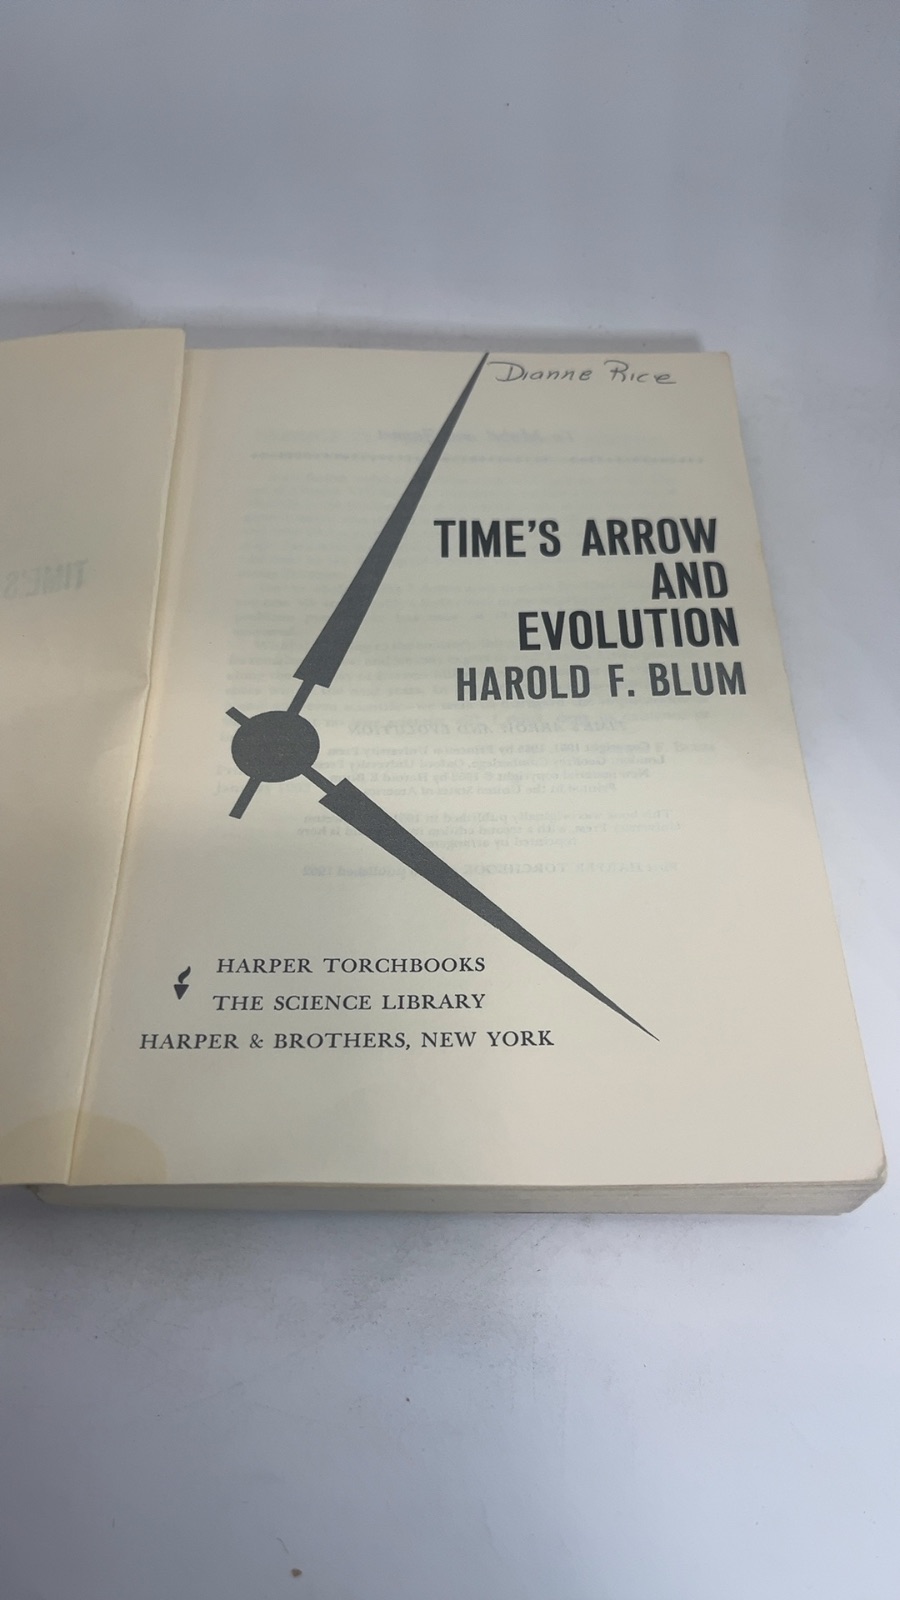 Dianne Rice
TIME'S ARROW
AND
EVOLUTION
HAROLD F. BLUM
HARPER TORCHBOOKS
THE SCIENCE LIBRARY
HARPER & BROTHERS, NEW YORK